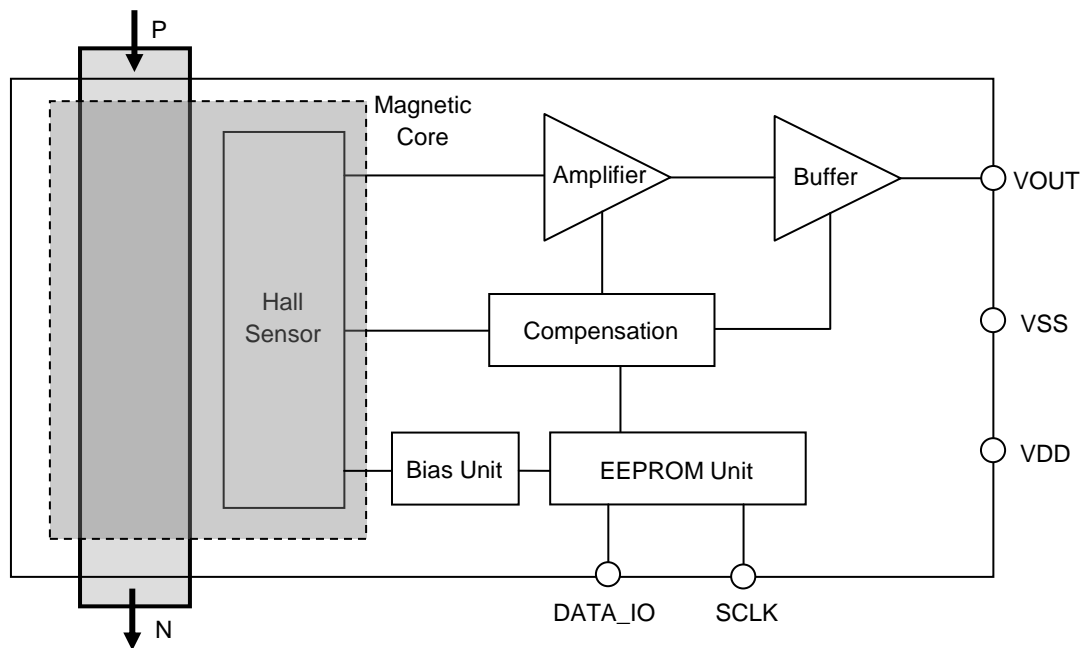 P
Magnetic
Core
Amplifier
Buffer
VOUT
Hall
Sensor
Compensation
VSS
Bias Unit
EEPROM Unit
VDD
DATA_IO
SCLK
N